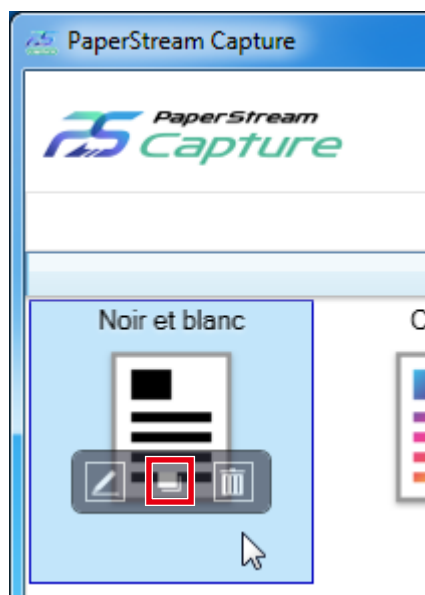 PaperStream Capture
PaperStream
Capture
Noir et blanc
C